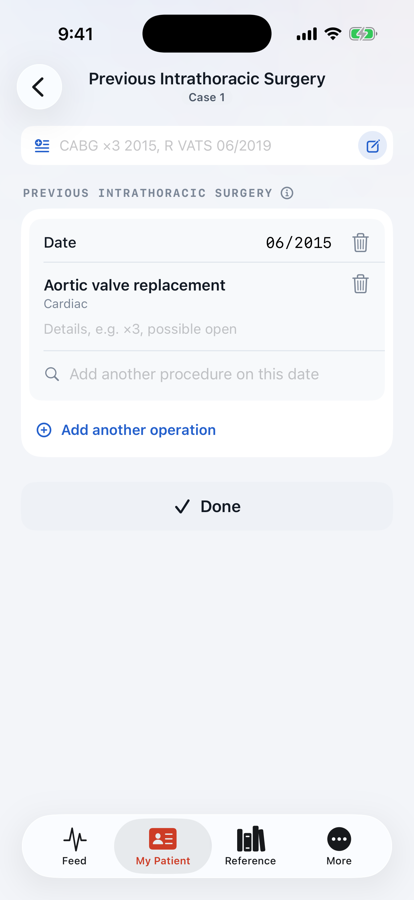 9:41
Previous Intrathoracic Surgery
Case 1
CABG ×3 2015, R VATS 06/2019
PREVIOUS INTRATHORACIC SURGERY
Date 06/2015
Aortic valve replacement
Cardiac
Details, e.g. ×3, possible open
Add another procedure on this date
Add another operation
Done
Feed My Patient Reference More